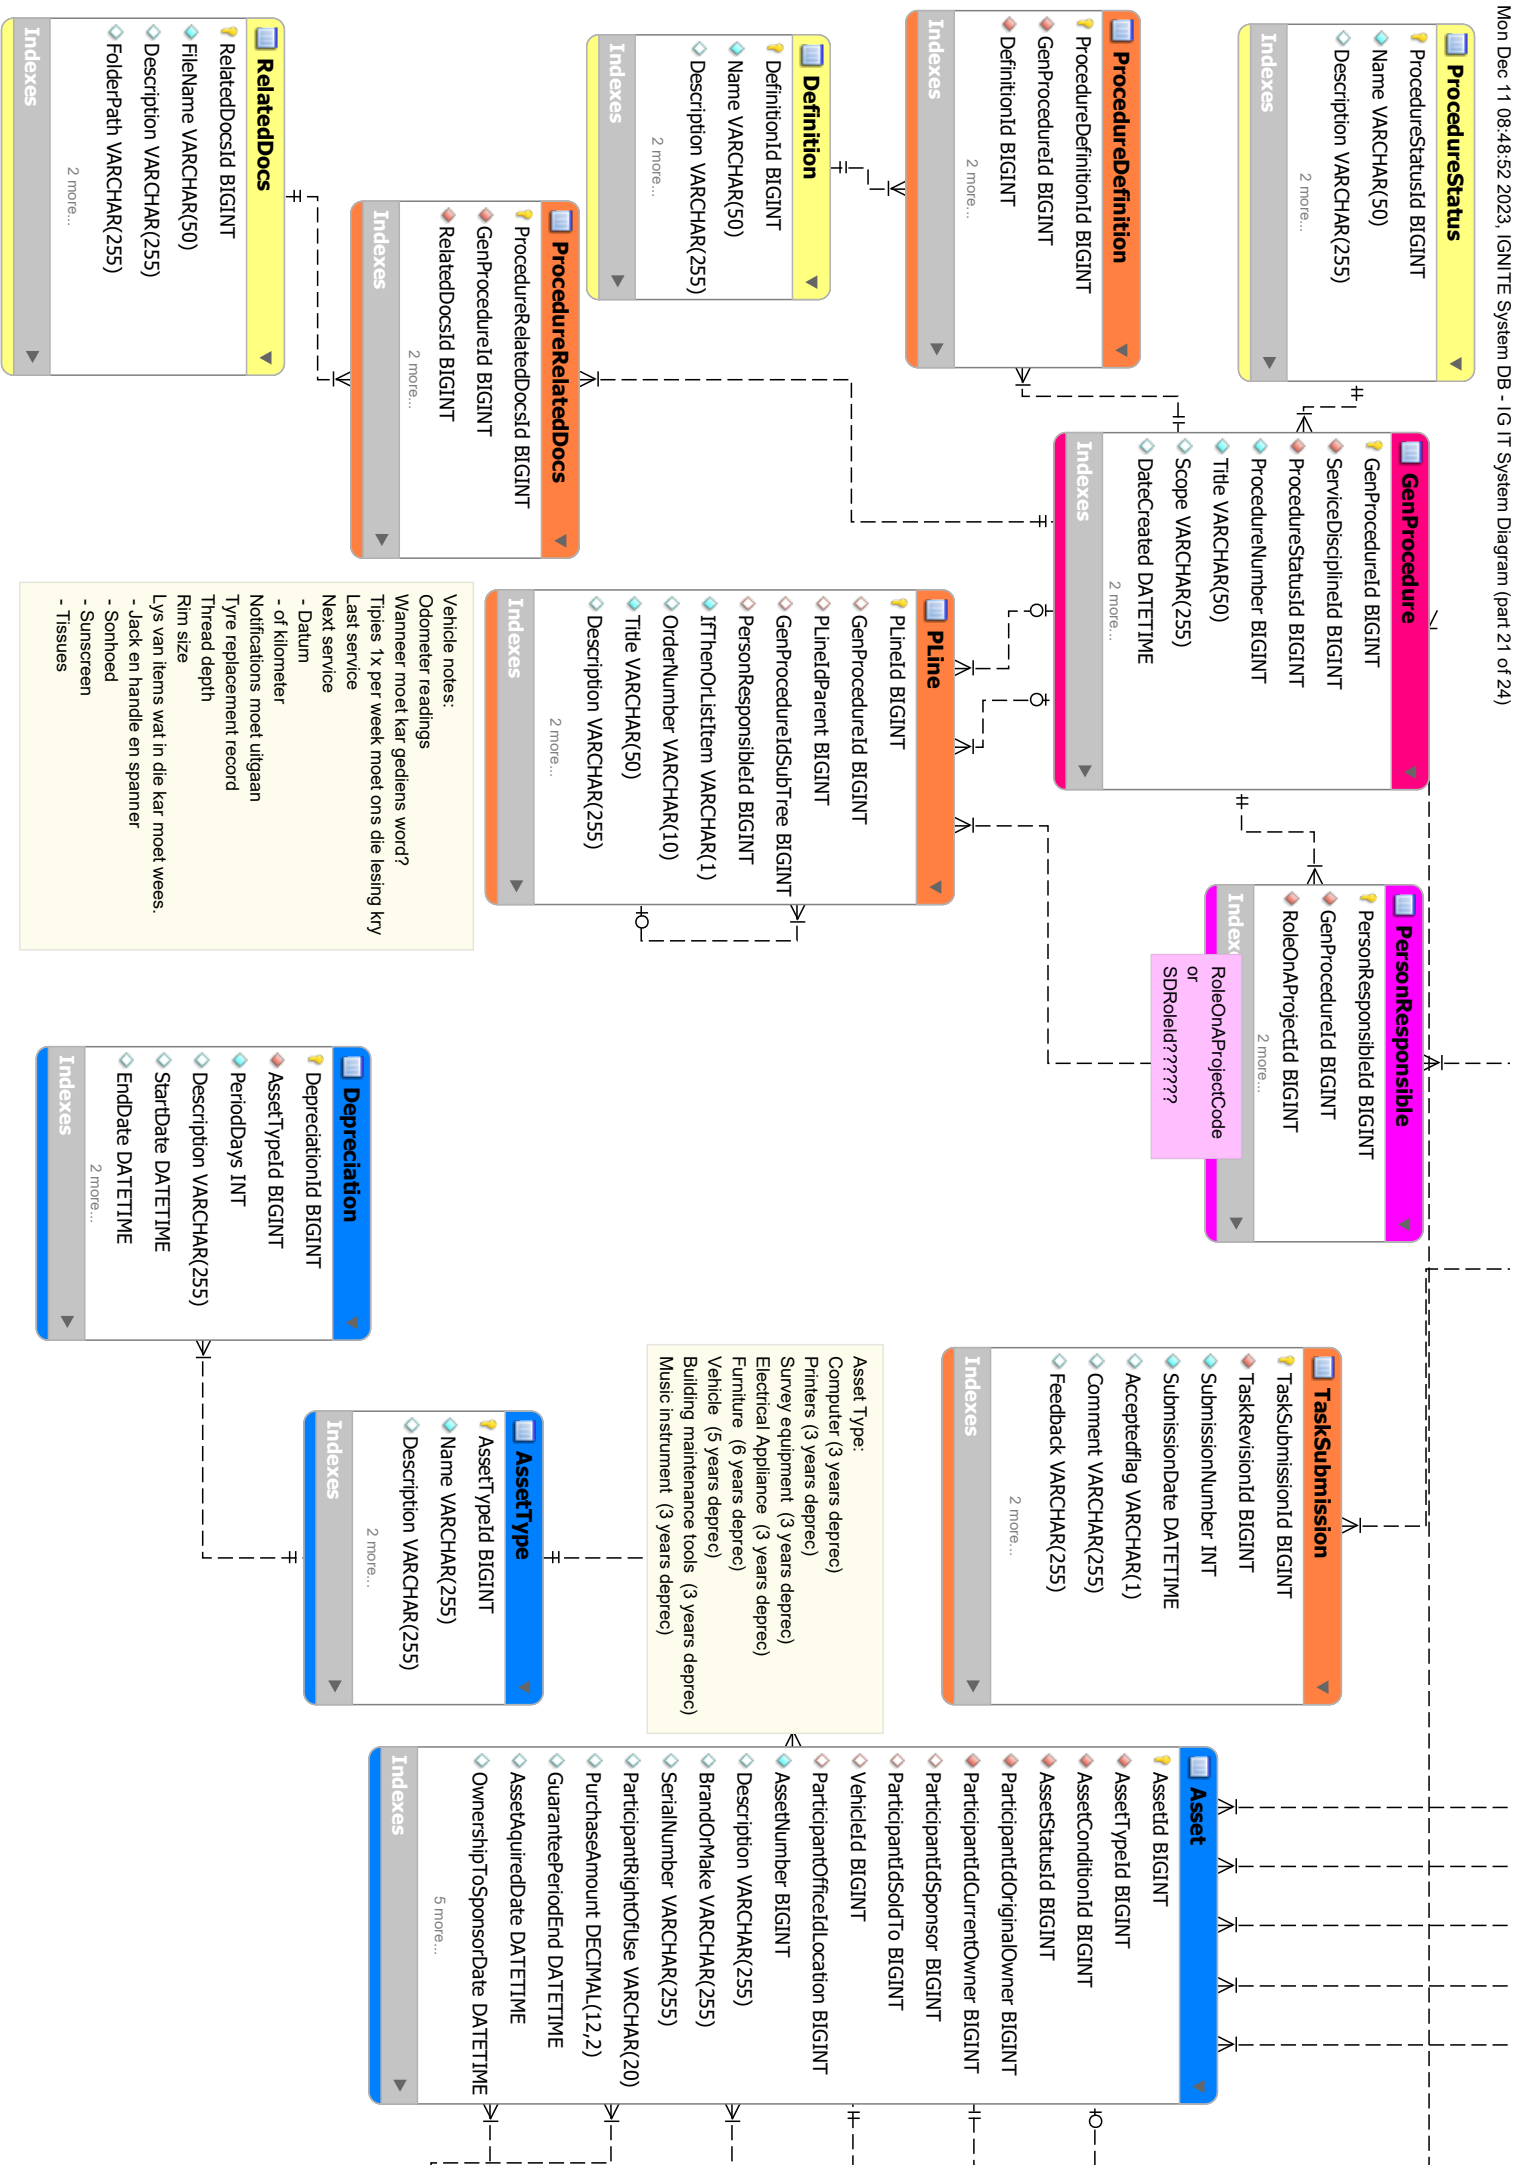 Mon Dec 11 08:48:52 2023, IGNITE System DB - IG IT System Diagram (part 21 of 24)
ProcedureStatus
ProcedureStatusId BIGINT
Name VARCHAR(50)
Description VARCHAR(255)
2 more...
Indexes
ProcedureDefinition
ProcedureDefinitionId BIGINT
GenProcedureId BIGINT
DefinitionId BIGINT
2 more...
Indexes
Definition
DefinitionId BIGINT
Name VARCHAR(50)
Description VARCHAR(255)
2 more...
Indexes
RelatedDocs
RelatedDocsId BIGINT
FileName VARCHAR(50)
Description VARCHAR(255)
FolderPath VARCHAR(255)
2 more...
Indexes
ProcedureRelatedDocs
ProcedureRelatedDocsId BIGINT
GenProcedureId BIGINT
RelatedDocsId BIGINT
2 more...
Indexes
GenProcedure
GenProcedureId BIGINT
ServiceDisciplineId BIGINT
ProcedureStatusId BIGINT
ProcedureNumber BIGINT
Title VARCHAR(50)
Scope VARCHAR(255)
DateCreated DATETIME
2 more...
Indexes
PLine
PLineId BIGINT
GenProcedureId BIGINT
PLineIdParent BIGINT
GenProcedureIdSubTree BIGINT
PersonResponsibleId BIGINT
IfThenOrListItem VARCHAR(1)
OrderNumber VARCHAR(10)
Title VARCHAR(50)
Description VARCHAR(255)
2 more...
Indexes
Vehicle notes:
Odometer readings
Wanneer moet kar gediens word?
Tipies 1x per week moet ons die lesing kry
Last service
Next service
- Datum
- of kilometer
Notifications moet uitgaan
Tyre replacement record
Thread depth
Rim size
Lys van items wat in die kar moet wees.
- Jack en handle en spanner
- Sonhoed
- Sunscreen
- Tissues
PersonResponsible
PersonResponsibleId BIGINT
GenProcedureId BIGINT
RoleOnAProjectId BIGINT
2 more...
Indexe
RoleOnAProjectCode
or
SDRoleId??????
Depreciation
DepreciationId BIGINT
AssetTypeId BIGINT
PeriodDays INT
Description VARCHAR(255)
StartDate DATETIME
EndDate DATETIME
2 more...
Indexes
TaskSubmission
TaskSubmissionId BIGINT
TaskRevisionId BIGINT
SubmissionNumber INT
SubmissionDate DATETIME
Acceptedflag VARCHAR(1)
Comment VARCHAR(255)
Feedback VARCHAR(255)
2 more...
Indexes
Asset Type:
Computer (3 years deprec)
Printers (3 years deprec)
Survey equipment (3 years deprec)
Electrical Appliance (3 years deprec)
Furniture (6 years deprec)
Vehicle (5 years deprec)
Building maintenance tools (3 years deprec)
Music instrument (3 years deprec)
AssetType
AssetTypeId BIGINT
Name VARCHAR(255)
Description VARCHAR(255)
2 more...
Indexes
Asset
AssetId BIGINT
AssetTypeId BIGINT
AssetConditionId BIGINT
AssetStatusId BIGINT
ParticipantIdOriginalOwner BIGINT
ParticipantIdCurrentOwner BIGINT
ParticipantIdSponsor BIGINT
ParticipantIdSoldTo BIGINT
VehicleId BIGINT
ParticipantOfficeIdLocation BIGINT
AssetNumber BIGINT
Description VARCHAR(255)
BrandOrMake VARCHAR(255)
SerialNumber VARCHAR(255)
ParticipantRightOfUse VARCHAR(20)
PurchaseAmount DECIMAL(12,2)
GuaranteePeriodEnd DATETIME
AssetAquiredDate DATETIME
OwnershipToSponsorDate DATETIME
5 more...
Indexes